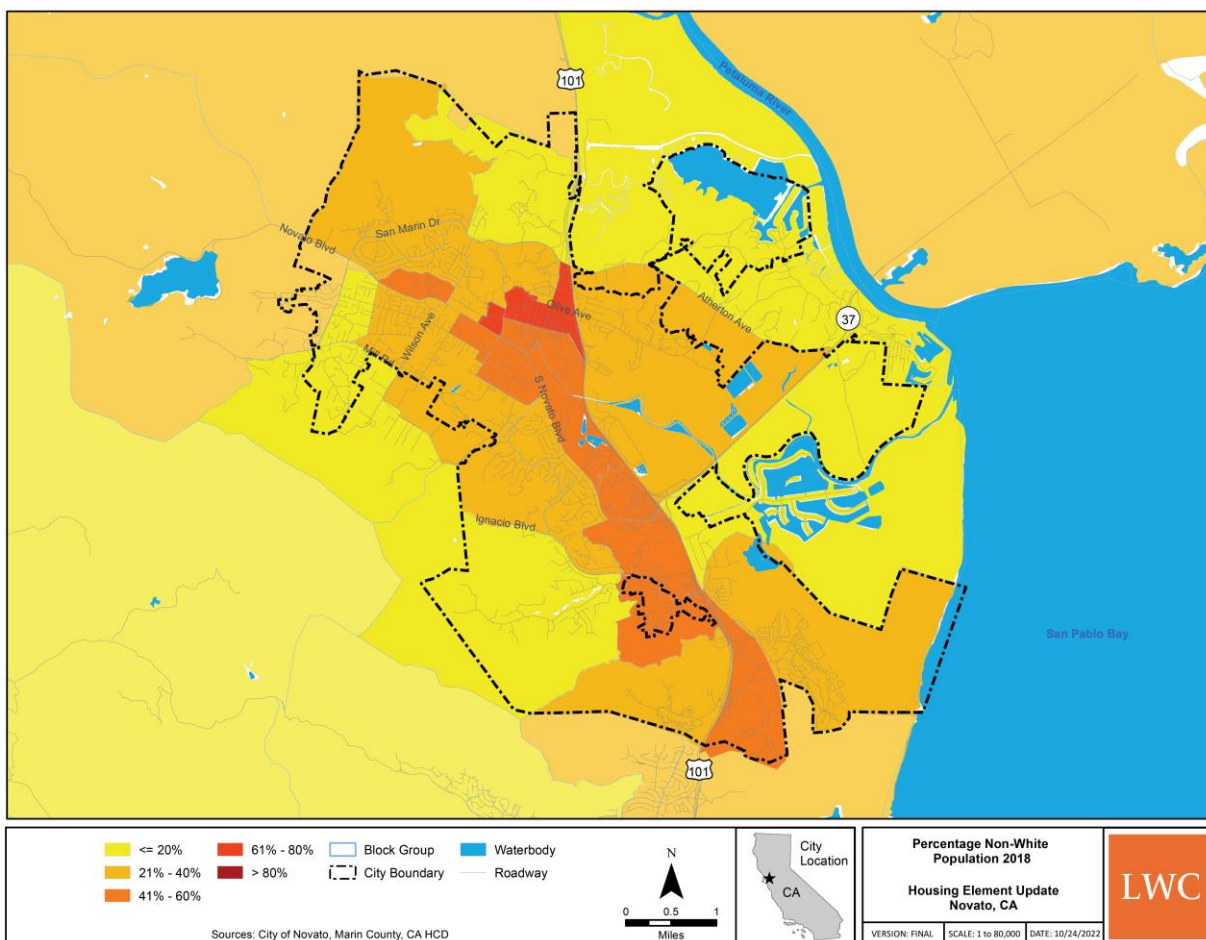 101
Petaluma River
San Marin Dr
Novato Blvd
Olive Ave
Atherton Ave
37
Wilson Ave
Mill Rd
S Novato Blvd
Ignacio Blvd
San Pablo Bay
101
<= 20%
21% - 40%
41% - 60%
61% - 80%
> 80%
Block Group
City Boundary
Waterbody
Roadway
Sources: City of Novato, Marin County, CA HCD
N
0 0.5 1
Miles
City
Location
CA
Percentage Non-White
Population 2018
Housing Element Update
Novato, CA
VERSION: FINAL
SCALE: 1 to 80,000
DATE: 10/24/2022
LWC